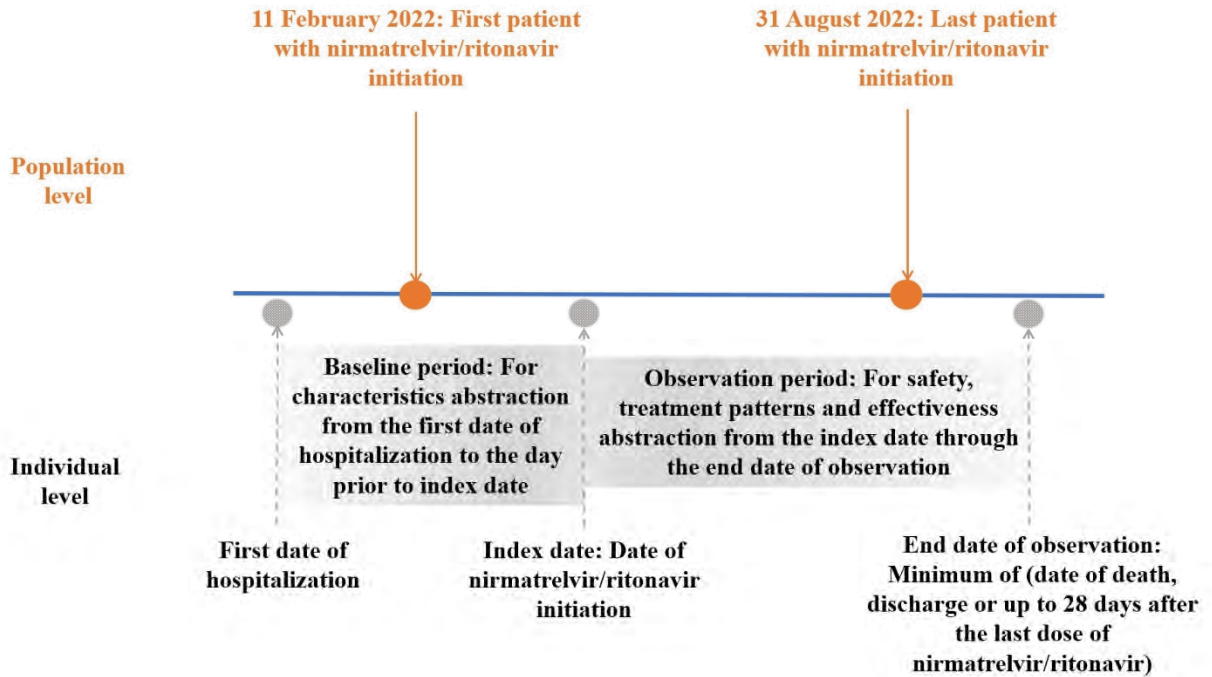 11 February 2022: First patient
with nirmatrelvir/ritonavir
initiation
31 August 2022: Last patient
with nirmatrelvir/ritonavir
initiation
Population
level
Baseline period: For
characteristics abstraction
from the first date of
hospitalization to the day
prior to index date
Observation period: For safety,
treatment patterns and effectiveness
abstraction from the index date through
the end date of observation
Individual
level
First date of
hospitalization
Index date: Date of
nirmatrelvir/ritonavir
initiation
End date of observation:
Minimum of (date of death,
discharge or up to 28 days after
the last dose of
nirmatrelvir/ritonavir)